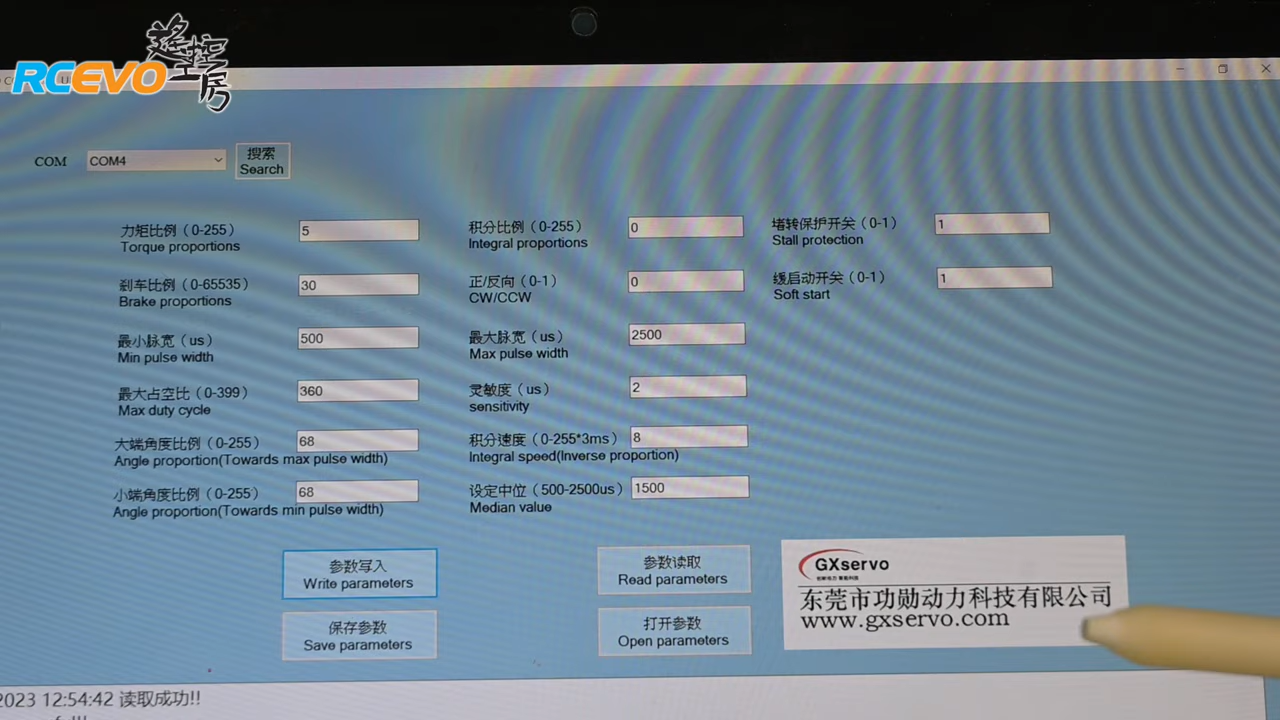 RCEVO
遙控工房
COM
COM4
搜索
Search
力矩比例（0-255）
Torque proportions
5
积分比例（0-255）
Integral proportions
0
堵转保护开关（0-1）
Stall protection
1
刹车比例（0-65535）
Brake proportions
30
正/反向（0-1）
CW/CCW
0
缓启动开关（0-1）
Soft start
1
最小脉宽（us）
Min pulse width
500
最大脉宽（us）
Max pulse width
2500
最大占空比（0-399）
Max duty cycle
360
灵敏度（us）
sensitivity
2
大端角度比例（0-255）
Angle proportion(Towards max pulse width)
68
积分速度（0-255*3ms）
Integral speed(Inverse proportion)
8
小端角度比例（0-255）
Angle proportion(Towards min pulse width)
68
设定中位（500-2500us）
Median value
1500
参数写入
Write parameters
参数读取
Read parameters
保存参数
Save parameters
打开参数
Open parameters
GXservo
东莞市功勋动力科技有限公司
www.gxservo.com
2023 12:54:42 读取成功!!